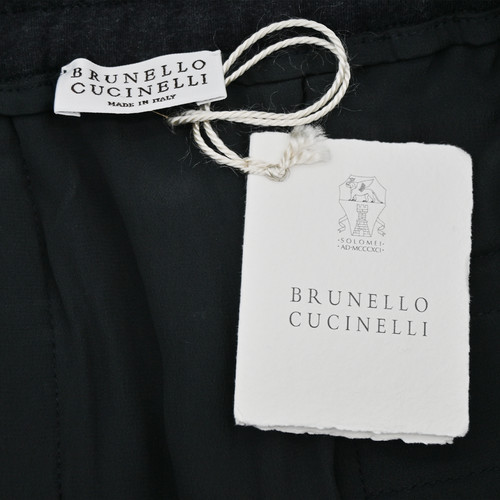 BRUNELLO
CUCINELLI
MADE IN ITALY
·SOLOMEI·
·AD·MCCCXCI·
BRUNELLO
CUCINELLI